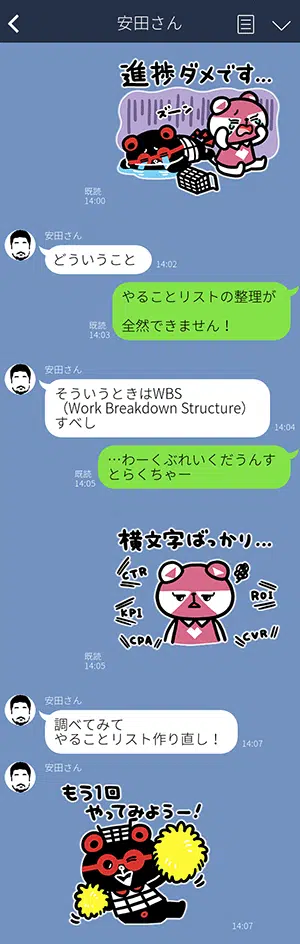 安田さん
進捗ダメです…
ズーン
既読
14:00
安田さん
どういうこと
14:02
やることリストの整理が
全然できません！
既読
14:03
安田さん
そういうときはWBS
（Work Breakdown Structure）
すべし
14:04
…わーくぶれいくだうんす
とらくちゃー
既読
14:05
横文字ばっかり…
CTR
KPI
ROI
CPA
CVR
既読
14:05
安田さん
調べてみて
やることリスト作り直し！
14:07
安田さん
もう1回
やってみようー！
14:07